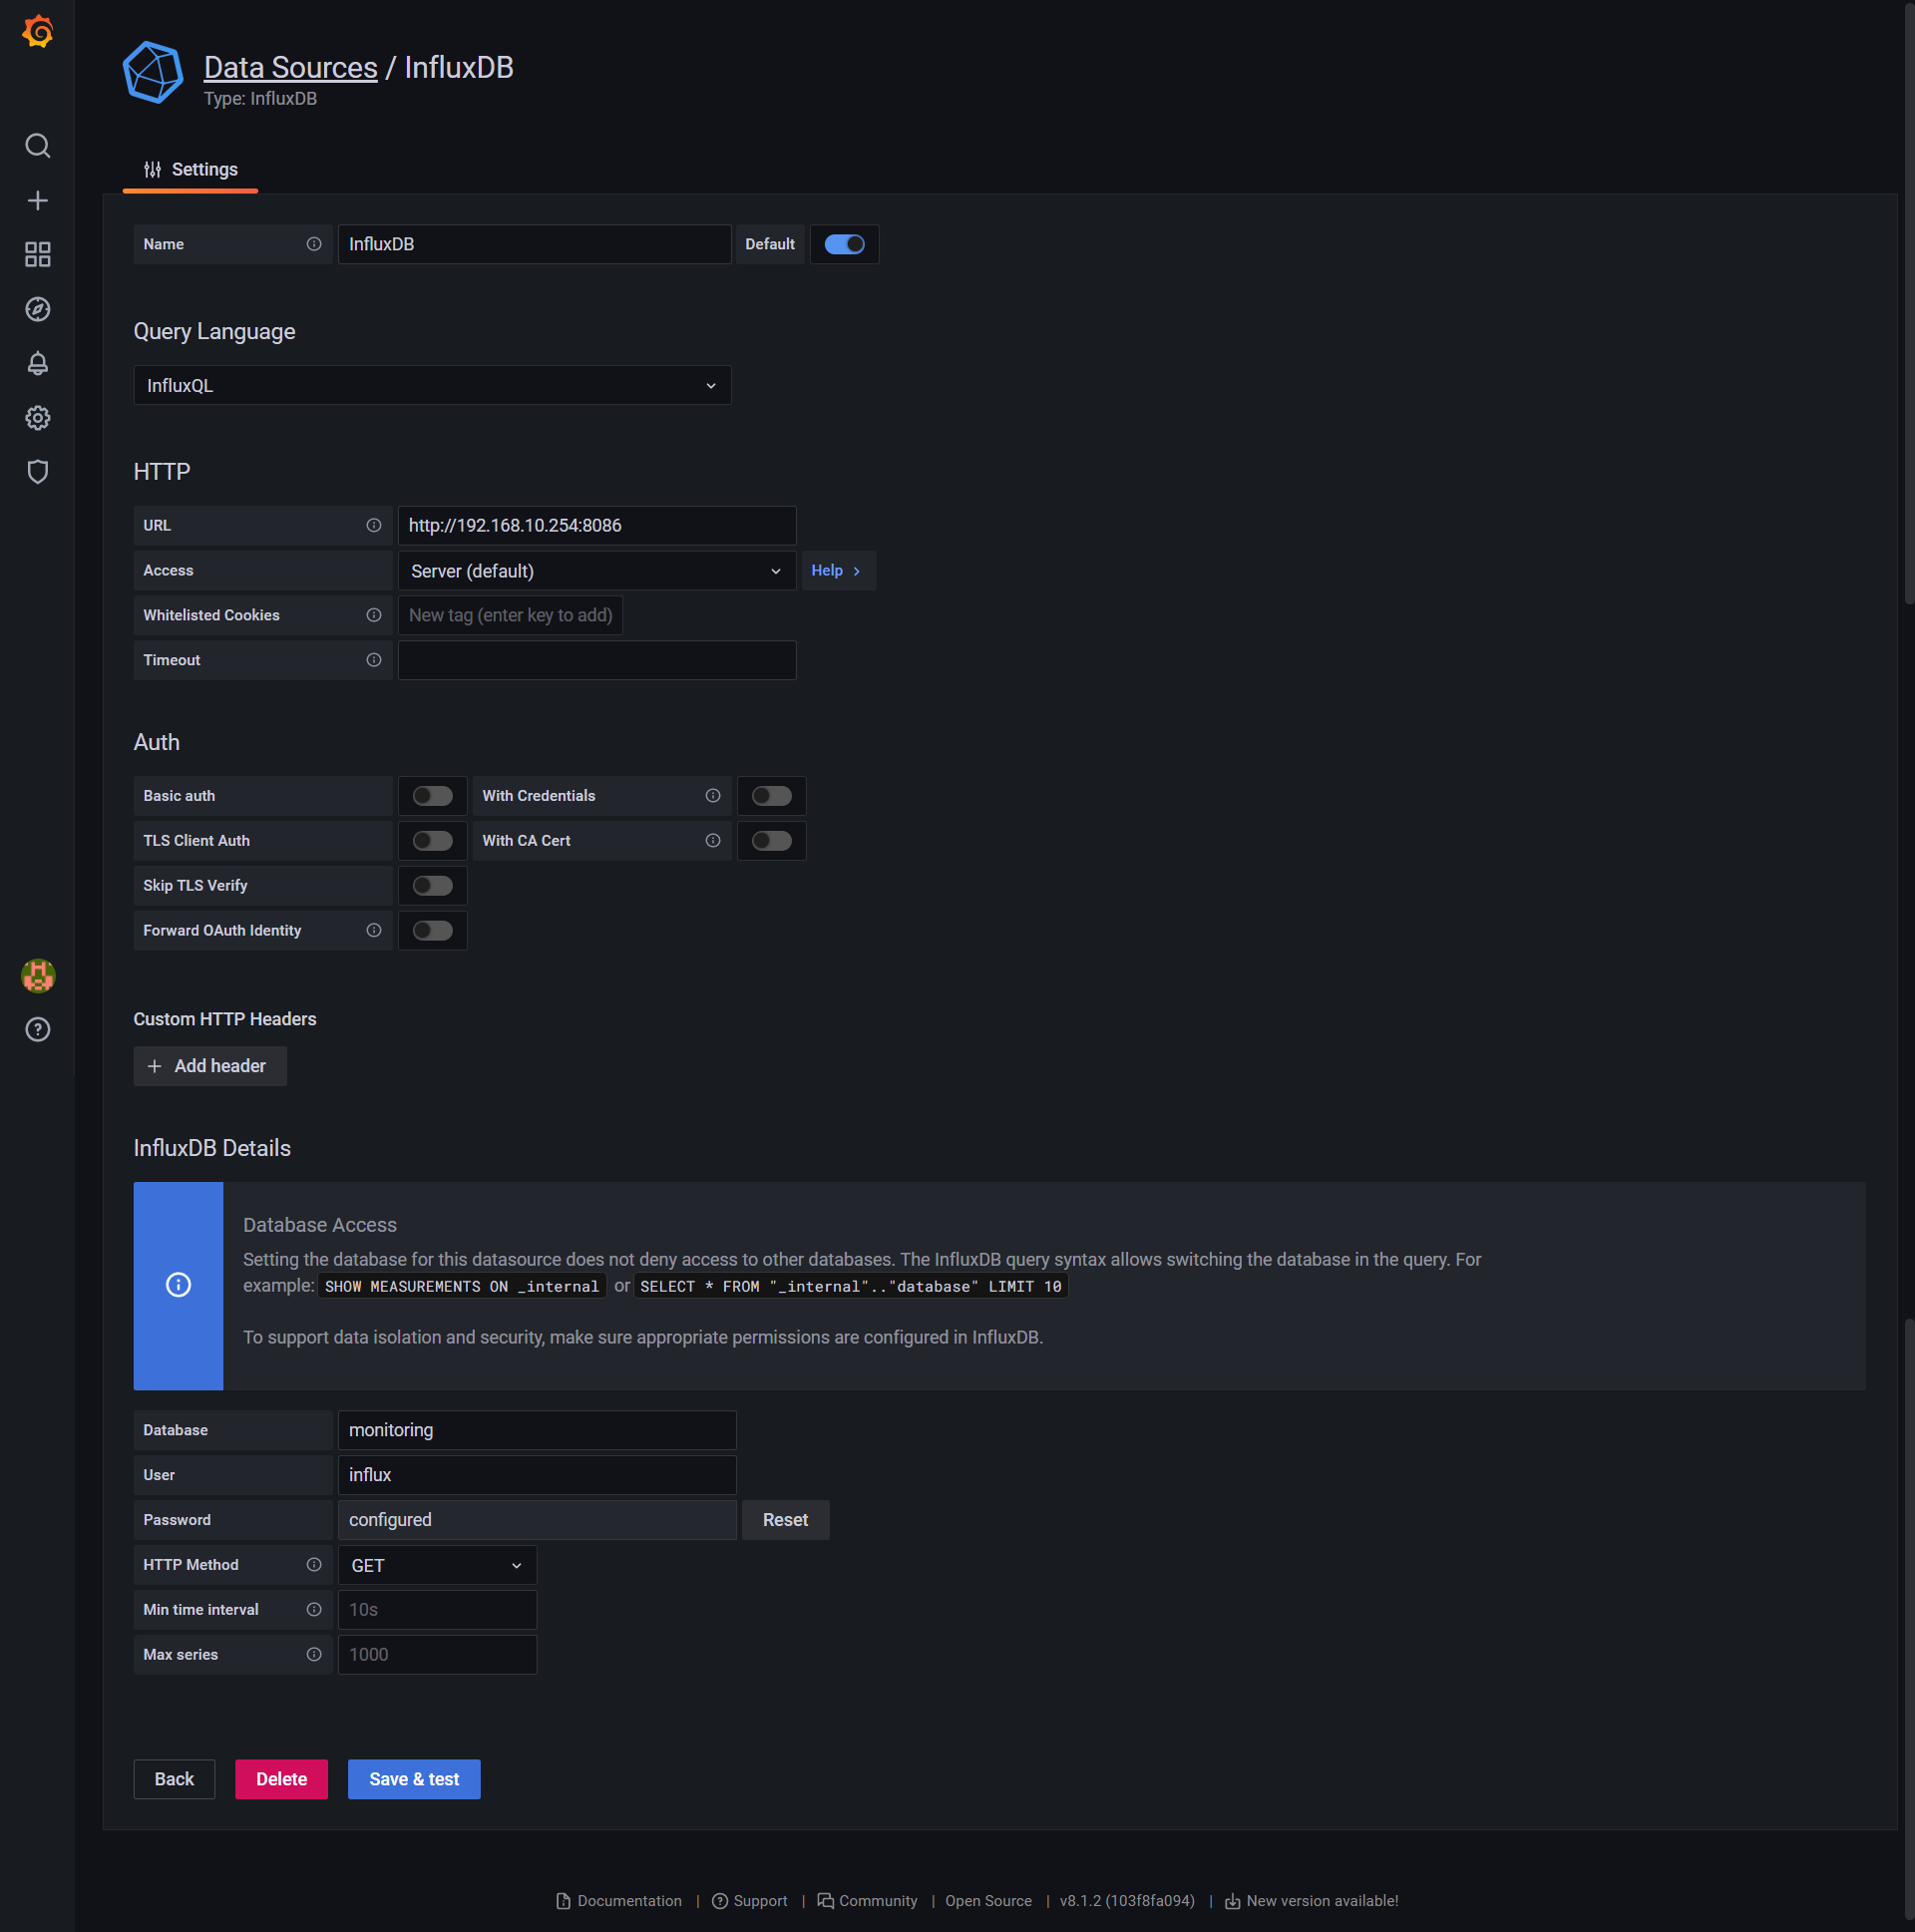 Data Sources / InfluxDB
Type: InfluxDB
Settings
Name InfluxDB Default
Query Language
InfluxQL
HTTP
URL http://192.168.10.254:8086
Access Server (default) Help
Whitelisted Cookies New tag (enter key to add)
Timeout
Auth
Basic auth With Credentials
TLS Client Auth With CA Cert
Skip TLS Verify
Forward OAuth Identity
Custom HTTP Headers
Add header
InfluxDB Details
Database Access
Setting the database for this datasource does not deny access to other databases. The InfluxDB query syntax allows switching the database in the query. For
example: SHOW MEASUREMENTS ON _internal or SELECT * FROM "_internal".."database" LIMIT 10
To support data isolation and security, make sure appropriate permissions are configured in InfluxDB.
Database monitoring
User influx
Password configured Reset
HTTP Method GET
Min time interval 10s
Max series 1000
Back Delete Save & test
Documentation | Support | Community | Open Source | v8.1.2 (103f8fa094) | New version available!